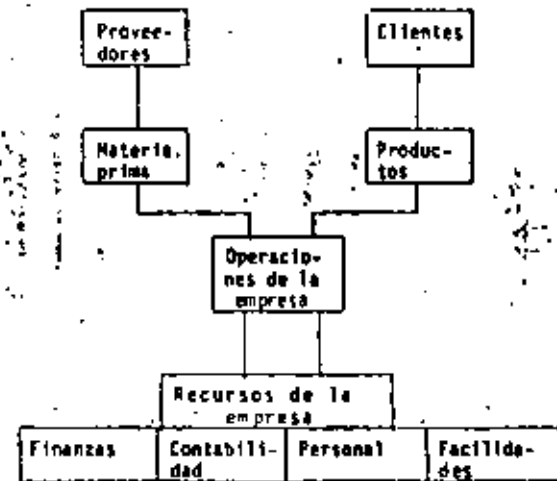 Provee-
dores
Clientes
Materia
prima
Produc-
tos
Operacio-
nes de la
empresa
Recursos de la
empresa
Finanzas
Contabili-
dad
Personal
Facilida-
des